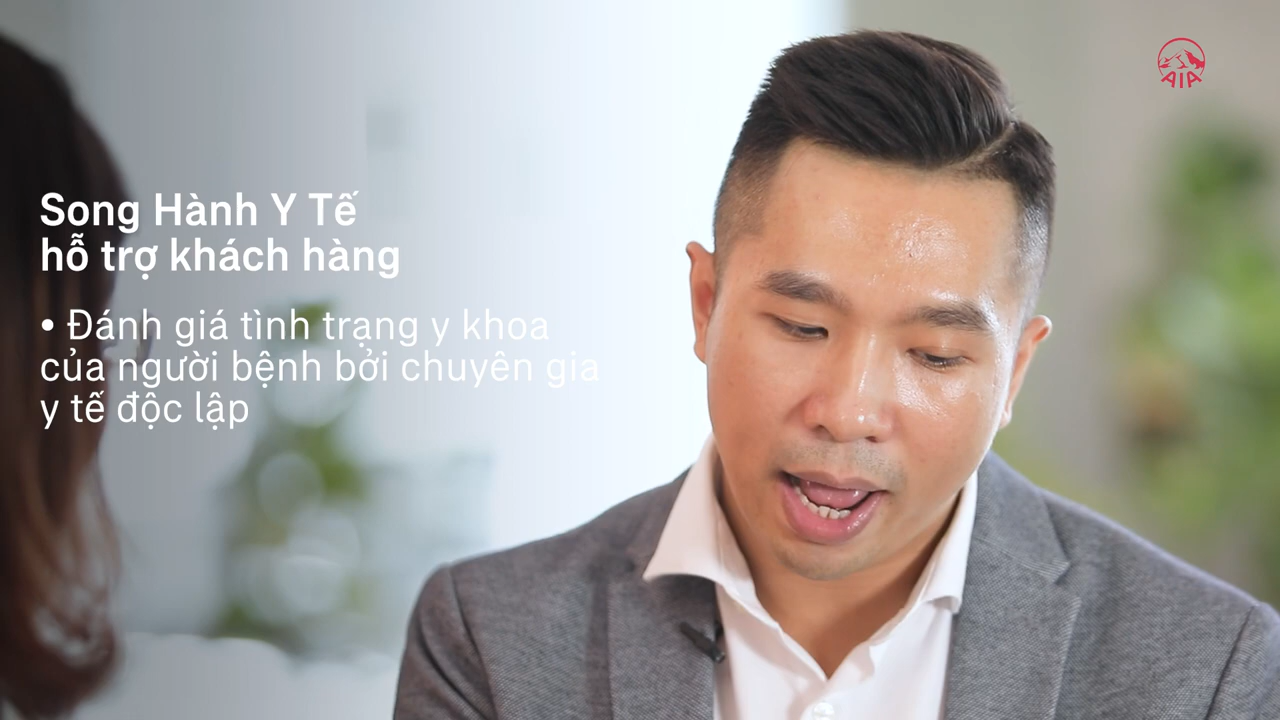 AIA
Song Hành Y Tế
hỗ trợ khách hàng
• Đánh giá tình trạng y khoa
của người bệnh bởi chuyên gia
y tế độc lập